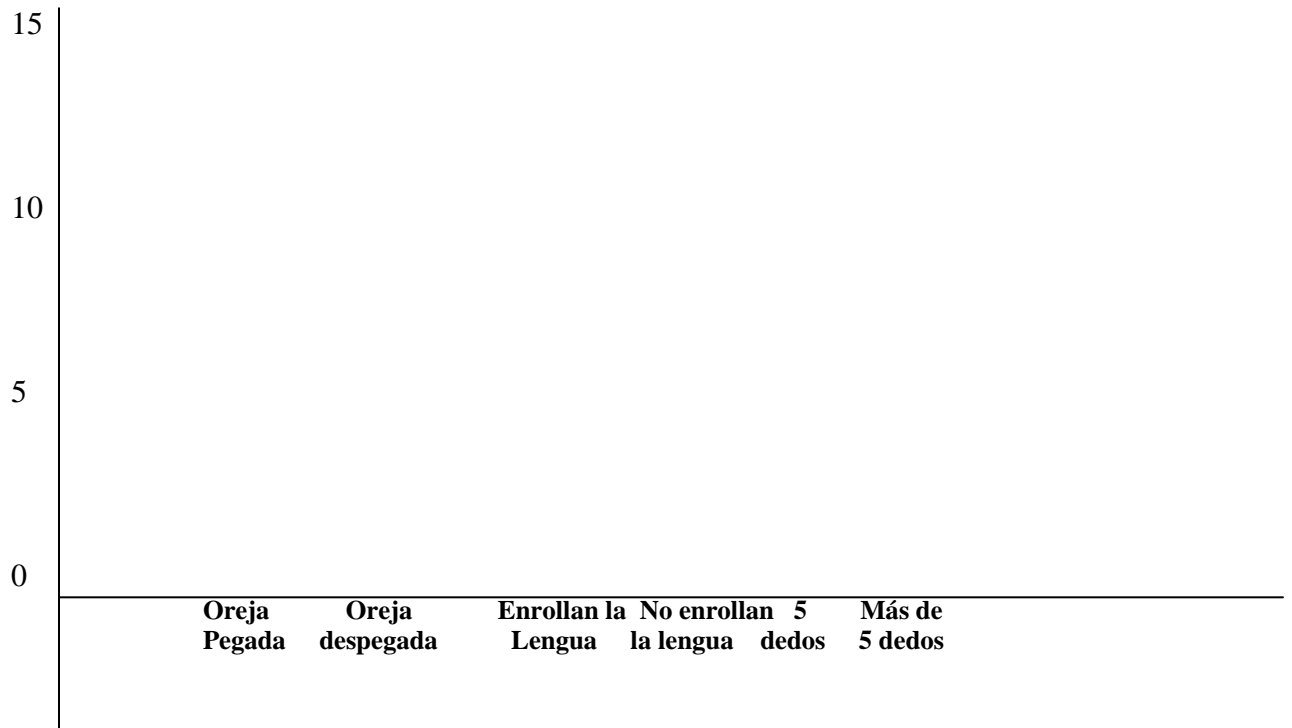 15
10
5
0
Oreja Oreja Enrollan la No enrollan 5 Más de
Pegada despegada Lengua la lengua dedos 5 dedos